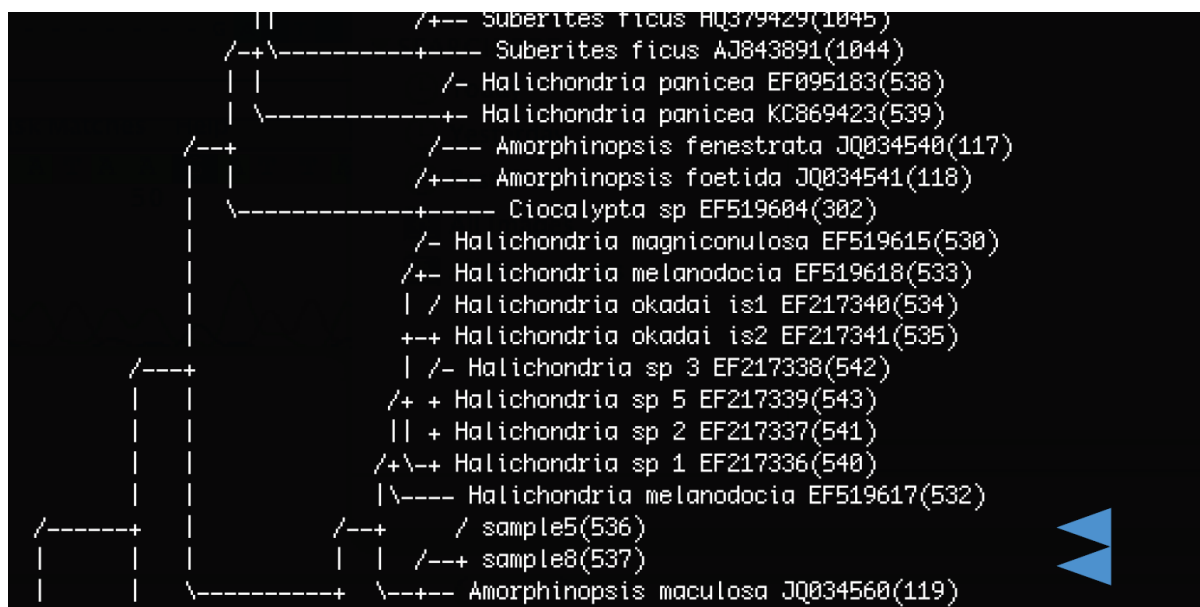 Suberites ficus HQ379429(1045)
Suberites ficus AJ843891(1044)
Halichondria panicea EF095183(538)
Halichondria panicea KC869423(539)
Amorphinopsis fenestrata JQ034540(117)
Amorphinopsis foetida JQ034541(118)
Ciocalypta sp EF519604(302)
Halichondria magniconulosa EF519615(530)
Halichondria melanodocia EF519618(533)
Halichondria okadai is1 EF217340(534)
Halichondria okadai is2 EF217341(535)
Halichondria sp 3 EF217338(542)
Halichondria sp 5 EF217339(543)
Halichondria sp 2 EF217337(541)
Halichondria sp 1 EF217336(540)
Halichondria melanodocia EF519617(532)
sample5(536)
sample8(537)
Amorphinopsis maculosa JQ034560(119)